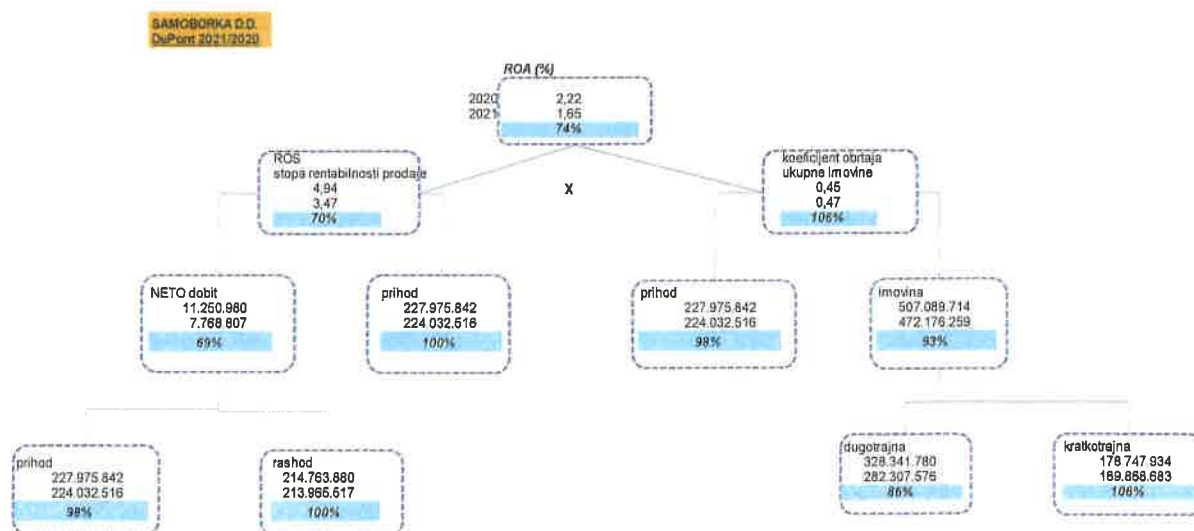 SAMOBORKA D.D.
DuPont 2021/2020
ROA (%)
2020 2,22
2021 1,65
74%
ROS
stopa rentabilnosti prodaje
4,94
3,47
70%
X
koeficijent obrtaja
ukupne imovine
0,45
0,47
106%
NETO dobit
11.250.980
7.768.807
69%
prihod
227.975.842
224.032.516
100%
prihod
227.975.842
224.032.516
98%
imovina
507.089.714
472.176.259
93%
prihod
227.975.842
224.032.516
98%
rashod
214.763.880
213.965.617
100%
dugotrajna
328.341.780
282.307.576
86%
kratkotrajna
178.747.934
189.868.683
106%